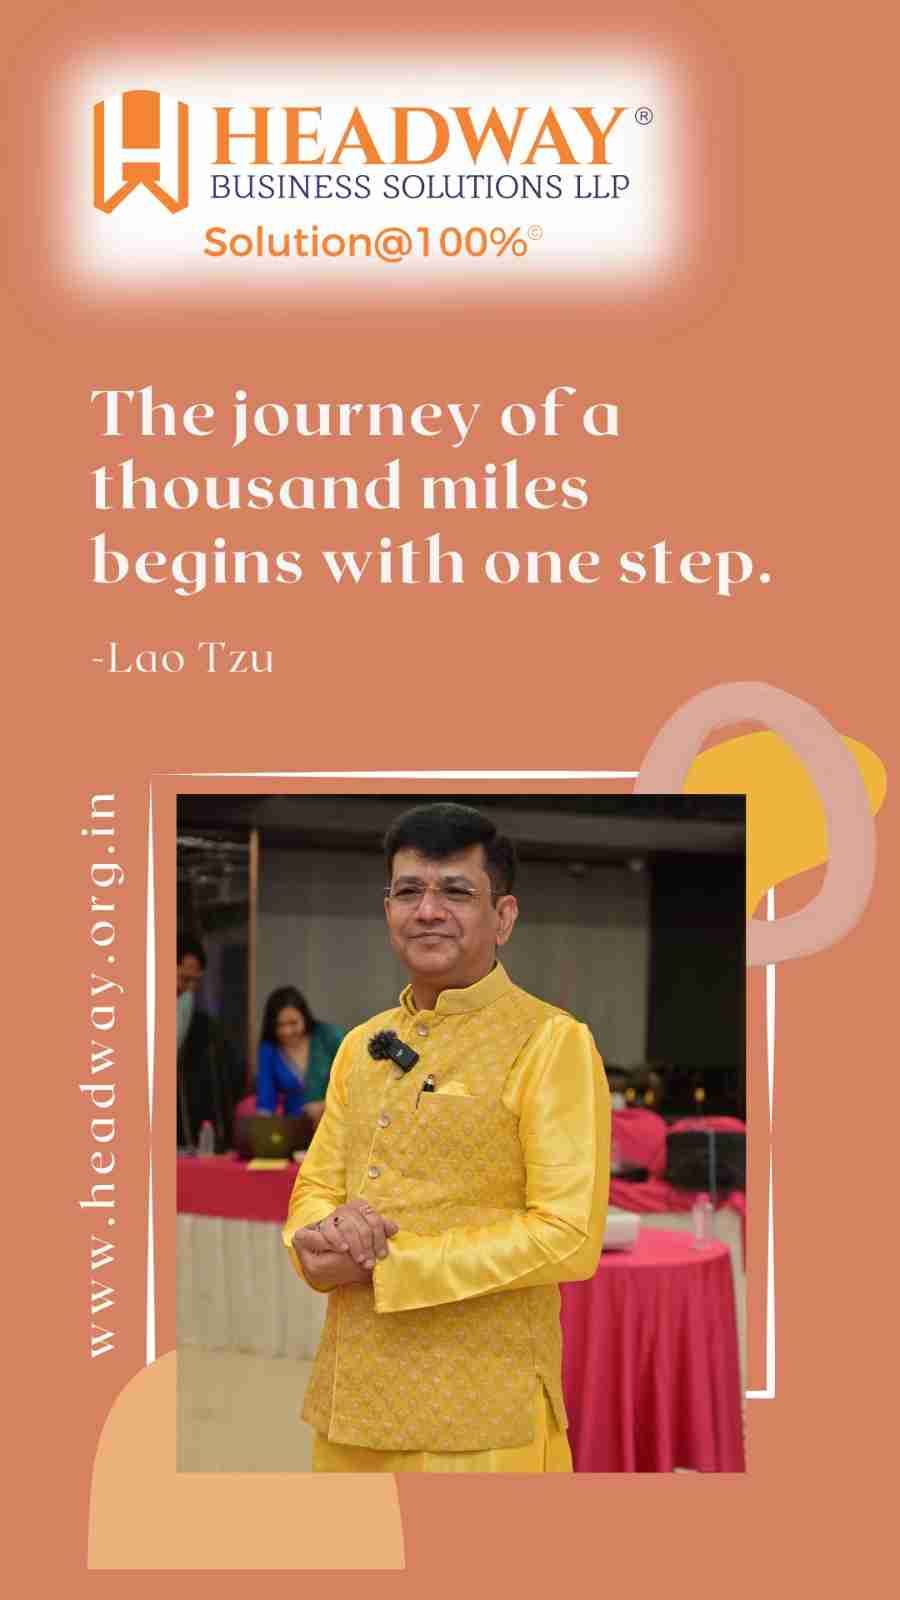 HEADWAY®
BUSINESS SOLUTIONS LLP
Solution@100%©
The journey of a
thousand miles
begins with one step.
-Lao Tzu
www.headway.org.in